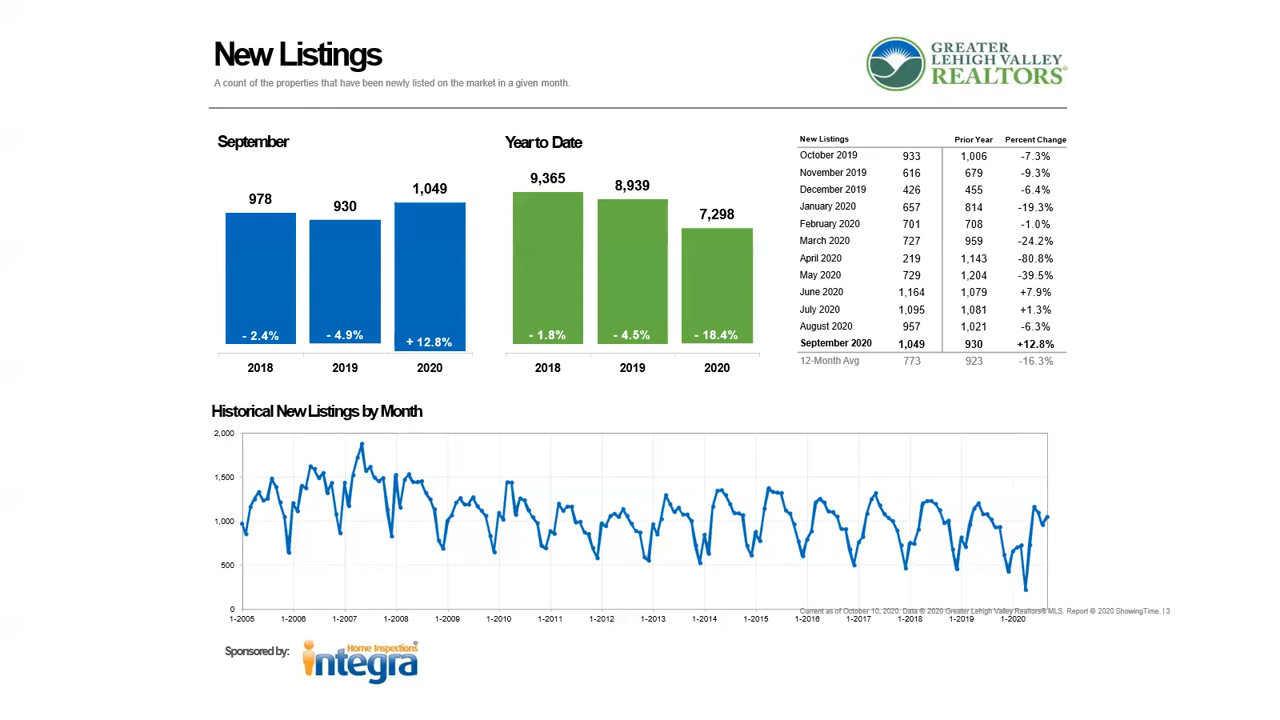 New Listings
A count of the properties that have been newly listed on the market in a given month.
GREATER
LEHIGH VALLEY
REALTORS®
September
978
930
1,049
- 2.4%
- 4.9%
+ 12.8%
2018
2019
2020
Year to Date
9,365
8,939
7,298
- 1.8%
- 4.5%
- 18.4%
2018
2019
2020
New Listings Prior Year Percent Change
October 2019 933 1,006 -7.3%
November 2019 616 679 -9.3%
December 2019 426 455 -6.4%
January 2020 657 814 -19.3%
February 2020 701 708 -1.0%
March 2020 727 959 -24.2%
April 2020 219 1,143 -80.8%
May 2020 729 1,204 -39.5%
June 2020 1,164 1,079 +7.9%
July 2020 1,095 1,081 +1.3%
August 2020 957 1,021 -6.3%
September 2020 1,049 930 +12.8%
12-Month Avg 773 923 -16.3%
Historical New Listings by Month
2,000
1,500
1,000
500
0
1-2005 1-2006 1-2007 1-2008 1-2009 1-2010 1-2011 1-2012 1-2013 1-2014 1-2015 1-2016 1-2017 1-2018 1-2019 1-2020
Current as of October 10, 2020. Data © 2020 Greater Lehigh Valley Realtors® MLS. Report © 2020 ShowingTime. | 3
Sponsored by:
Home Inspections
integra